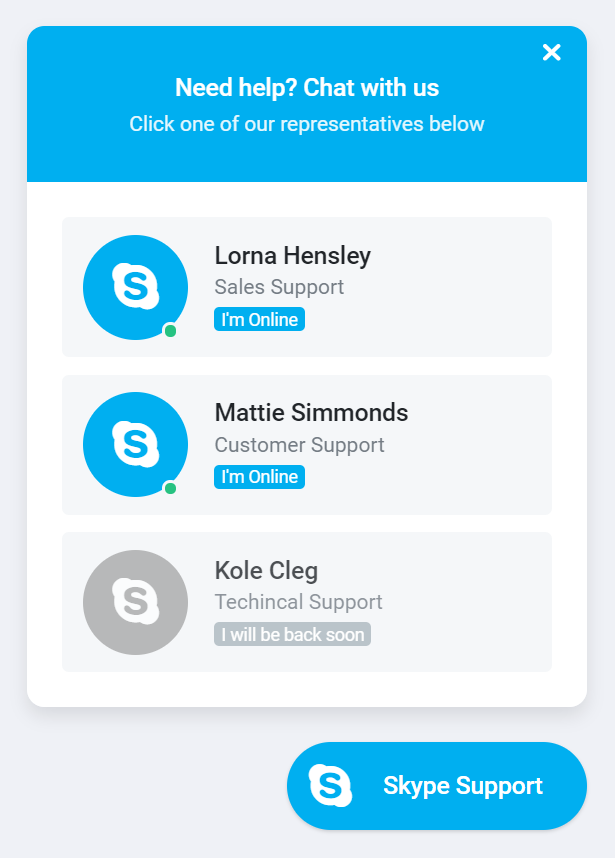 Need help? Chat with us
Click one of our representatives below
Lorna Hensley
Sales Support
I'm Online
Mattie Simmonds
Customer Support
I'm Online
Kole Cleg
Techincal Support
I will be back soon
Skype Support